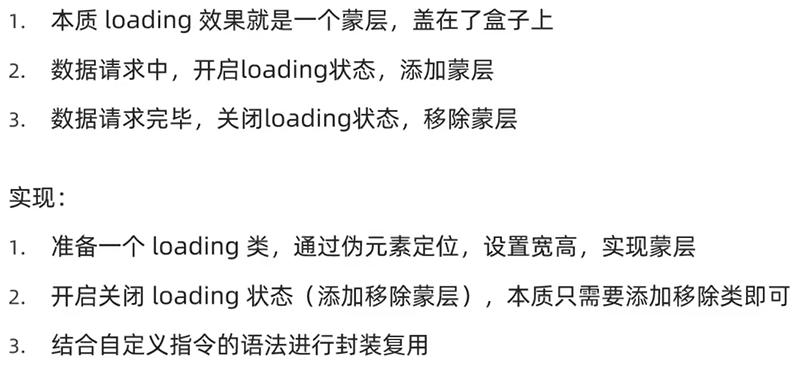 1. 本质 loading 效果就是一个蒙层，盖在了盒子上
2. 数据请求中，开启loading状态，添加蒙层
3. 数据请求完毕，关闭loading状态，移除蒙层
实现：
1. 准备一个 loading 类，通过伪元素定位，设置宽高，实现蒙层
2. 开启关闭 loading 状态（添加移除蒙层），本质只需要添加移除类即可
3. 结合自定义指令的语法进行封装复用